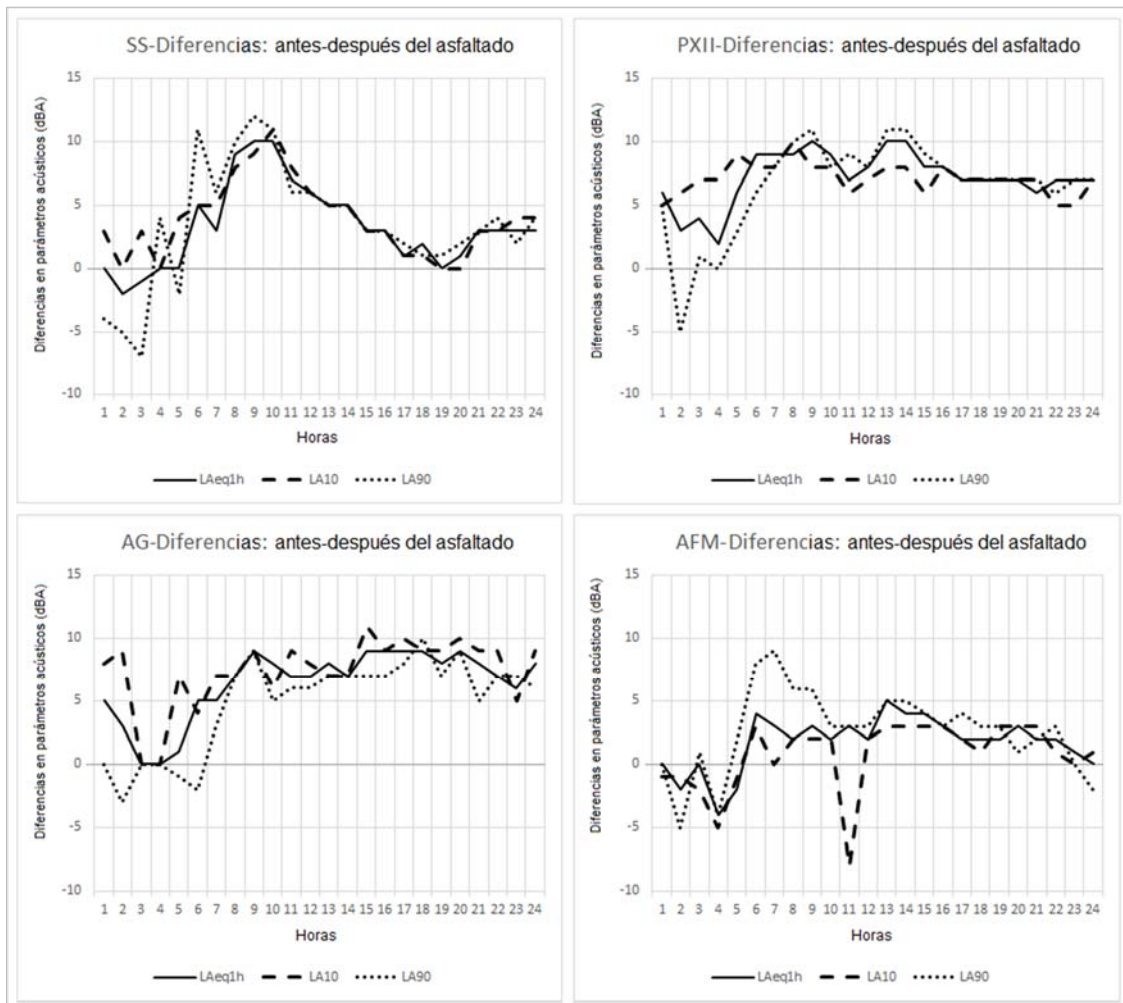 SS-Diferencias: antes-después del asfaltado
Diferencias en parámetros acústicos (dBA)
15
10
5
0
-5
-10
1 2 3 4 5 6 7 8 9 10 11 12 13 14 15 16 17 18 19 20 21 22 23 24
Horas
LAeq1h LA10 LA90
PXII-Diferencias: antes-después del asfaltado
Diferencias en parámetros acústicos (dBA)
15
10
5
0
-5
-10
1 2 3 4 5 6 7 8 9 10 11 12 13 14 15 16 17 18 19 20 21 22 23 24
Horas
LAeq1h LA10 LA90
AG-Diferencias: antes-después del asfaltado
Diferencias en parámetros acústicos (dBA)
15
10
5
0
-5
-10
1 2 3 4 5 6 7 8 9 10 11 12 13 14 15 16 17 18 19 20 21 22 23 24
Horas
LAeq1h LA10 LA90
AFM-Diferencias: antes-después del asfaltado
Diferencias en parámetros acústicos (dBA)
15
10
5
0
-5
-10
1 2 3 4 5 6 7 8 9 10 11 12 13 14 15 16 17 18 19 20 21 22 23 24
Horas
LAeq1h LA10 LA90